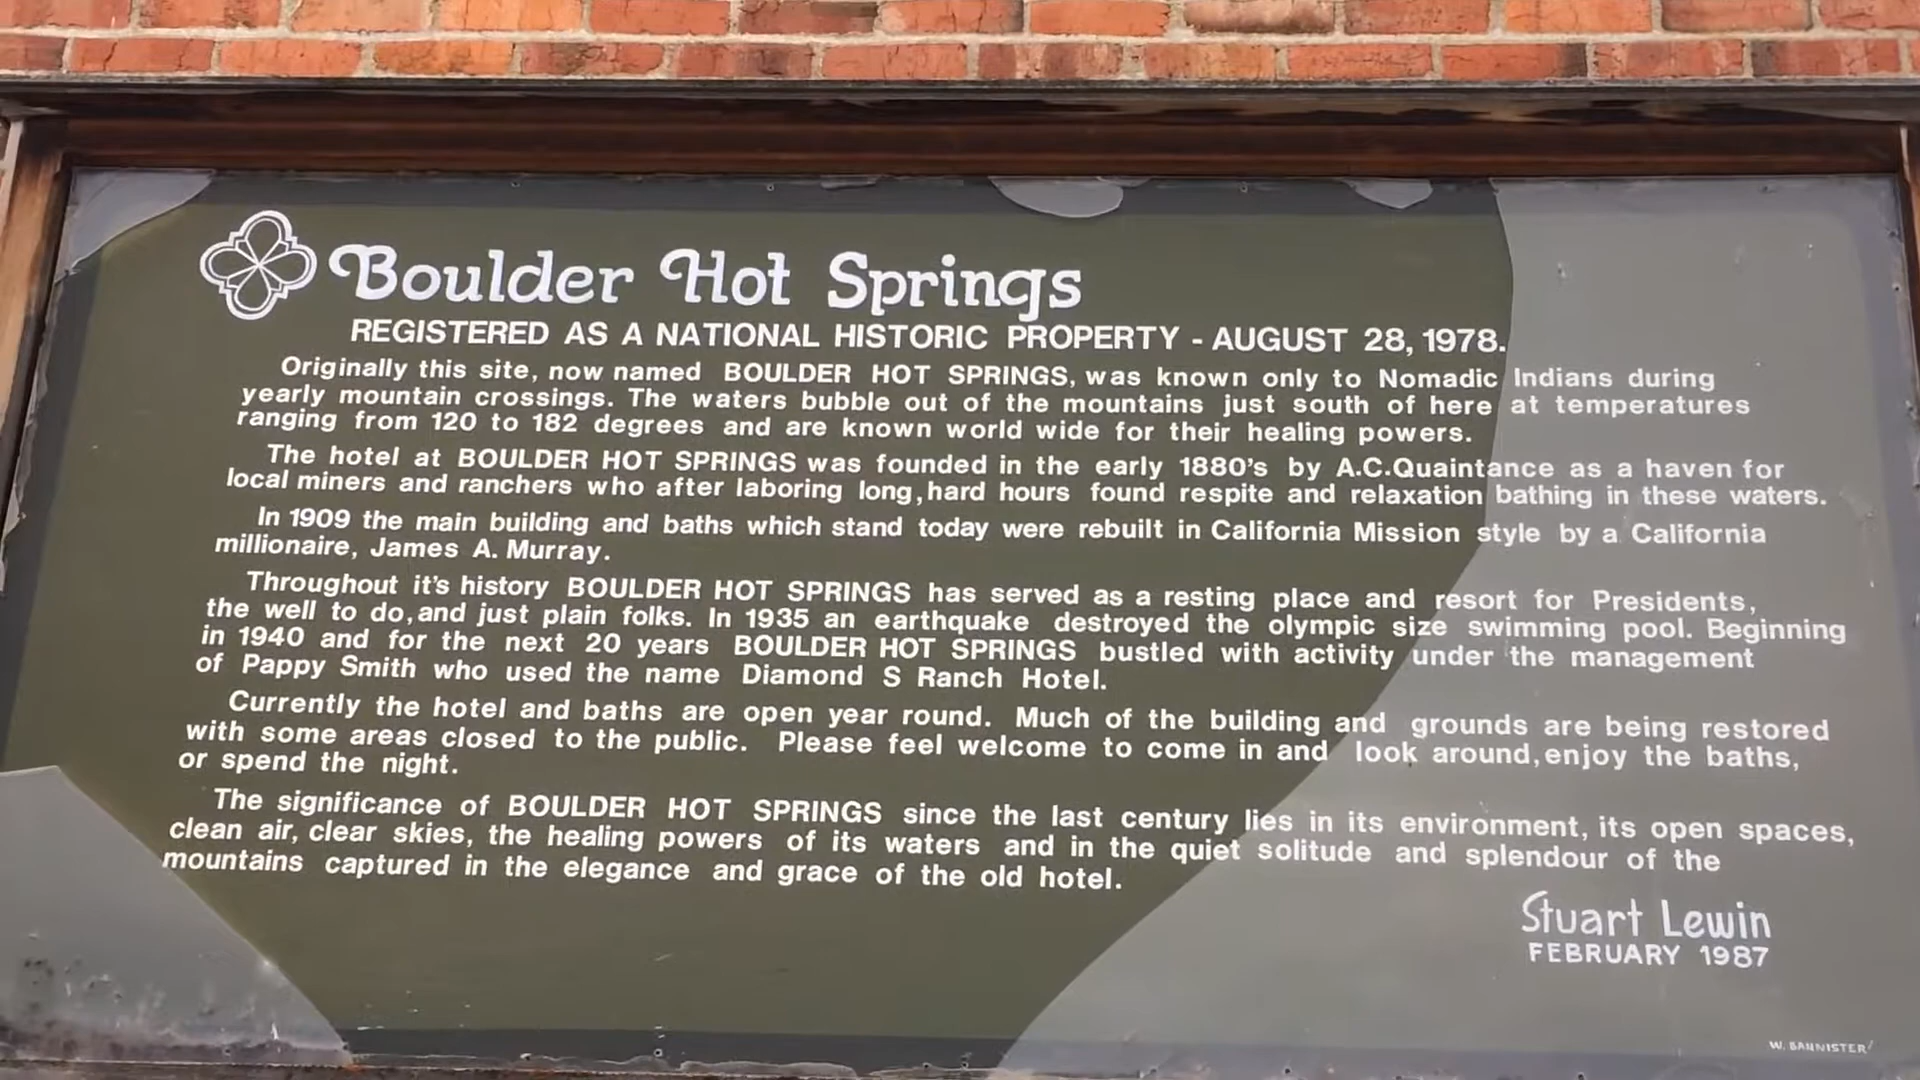 Boulder Hot Springs
REGISTERED AS A NATIONAL HISTORIC PROPERTY - AUGUST 28, 1978.
Originally this site, now named BOULDER HOT SPRINGS, was known only to Nomadic Indians during
yearly mountain crossings. The waters bubble out of the mountains just south of here at temperatures
ranging from 120 to 182 degrees and are known world wide for their healing powers.
The hotel at BOULDER HOT SPRINGS was founded in the early 1880's by A.C.Quaintance as a haven for
local miners and ranchers who after laboring long, hard hours found respite and relaxation bathing in these waters.
In 1909 the main building and baths which stand today were rebuilt in California Mission style by a California
millionaire, James A. Murray.
Throughout it's history BOULDER HOT SPRINGS has served as a resting place and resort for Presidents,
the well to do, and just plain folks. In 1935 an earthquake destroyed the olympic size swimming pool. Beginning
in 1940 and for the next 20 years BOULDER HOT SPRINGS bustled with activity under the management
of Pappy Smith who used the name Diamond S Ranch Hotel.
Currently the hotel and baths are open year round. Much of the building and grounds are being restored
with some areas closed to the public. Please feel welcome to come in and look around, enjoy the baths,
or spend the night.
The significance of BOULDER HOT SPRINGS since the last century lies in its environment, its open spaces,
clean air, clear skies, the healing powers of its waters and in the quiet solitude and splendour of the
mountains captured in the elegance and grace of the old hotel.
Stuart Lewin
FEBRUARY 1987
W. BANNISTER